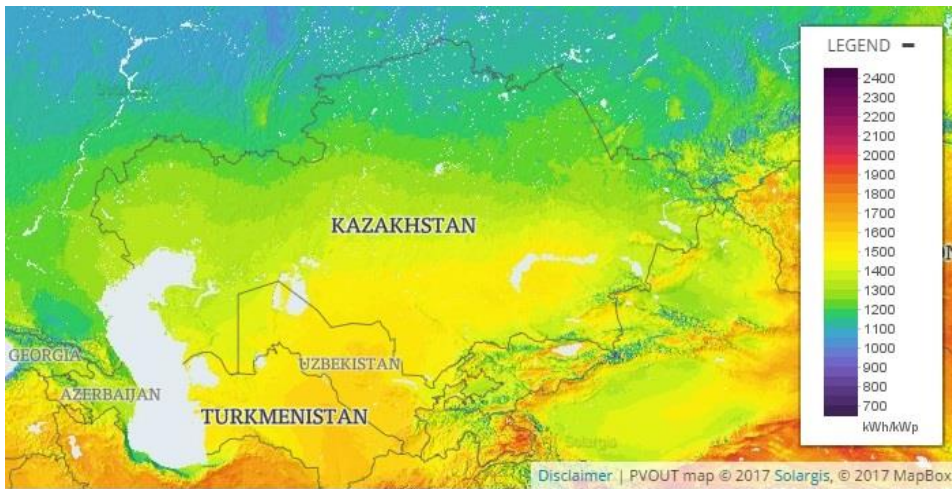 LEGEND
2400
2300
2200
2100
2000
1900
1800
1700
1600
1500
1400
1300
1200
1100
1000
900
800
700
kWh/kWp
KAZAKHSTAN
GEORGIA
UZBEKISTAN
AZERBAIJAN
TURKMENISTAN
Solargis
Disclaimer | PVOUT map © 2017 Solargis, © 2017 MapBox